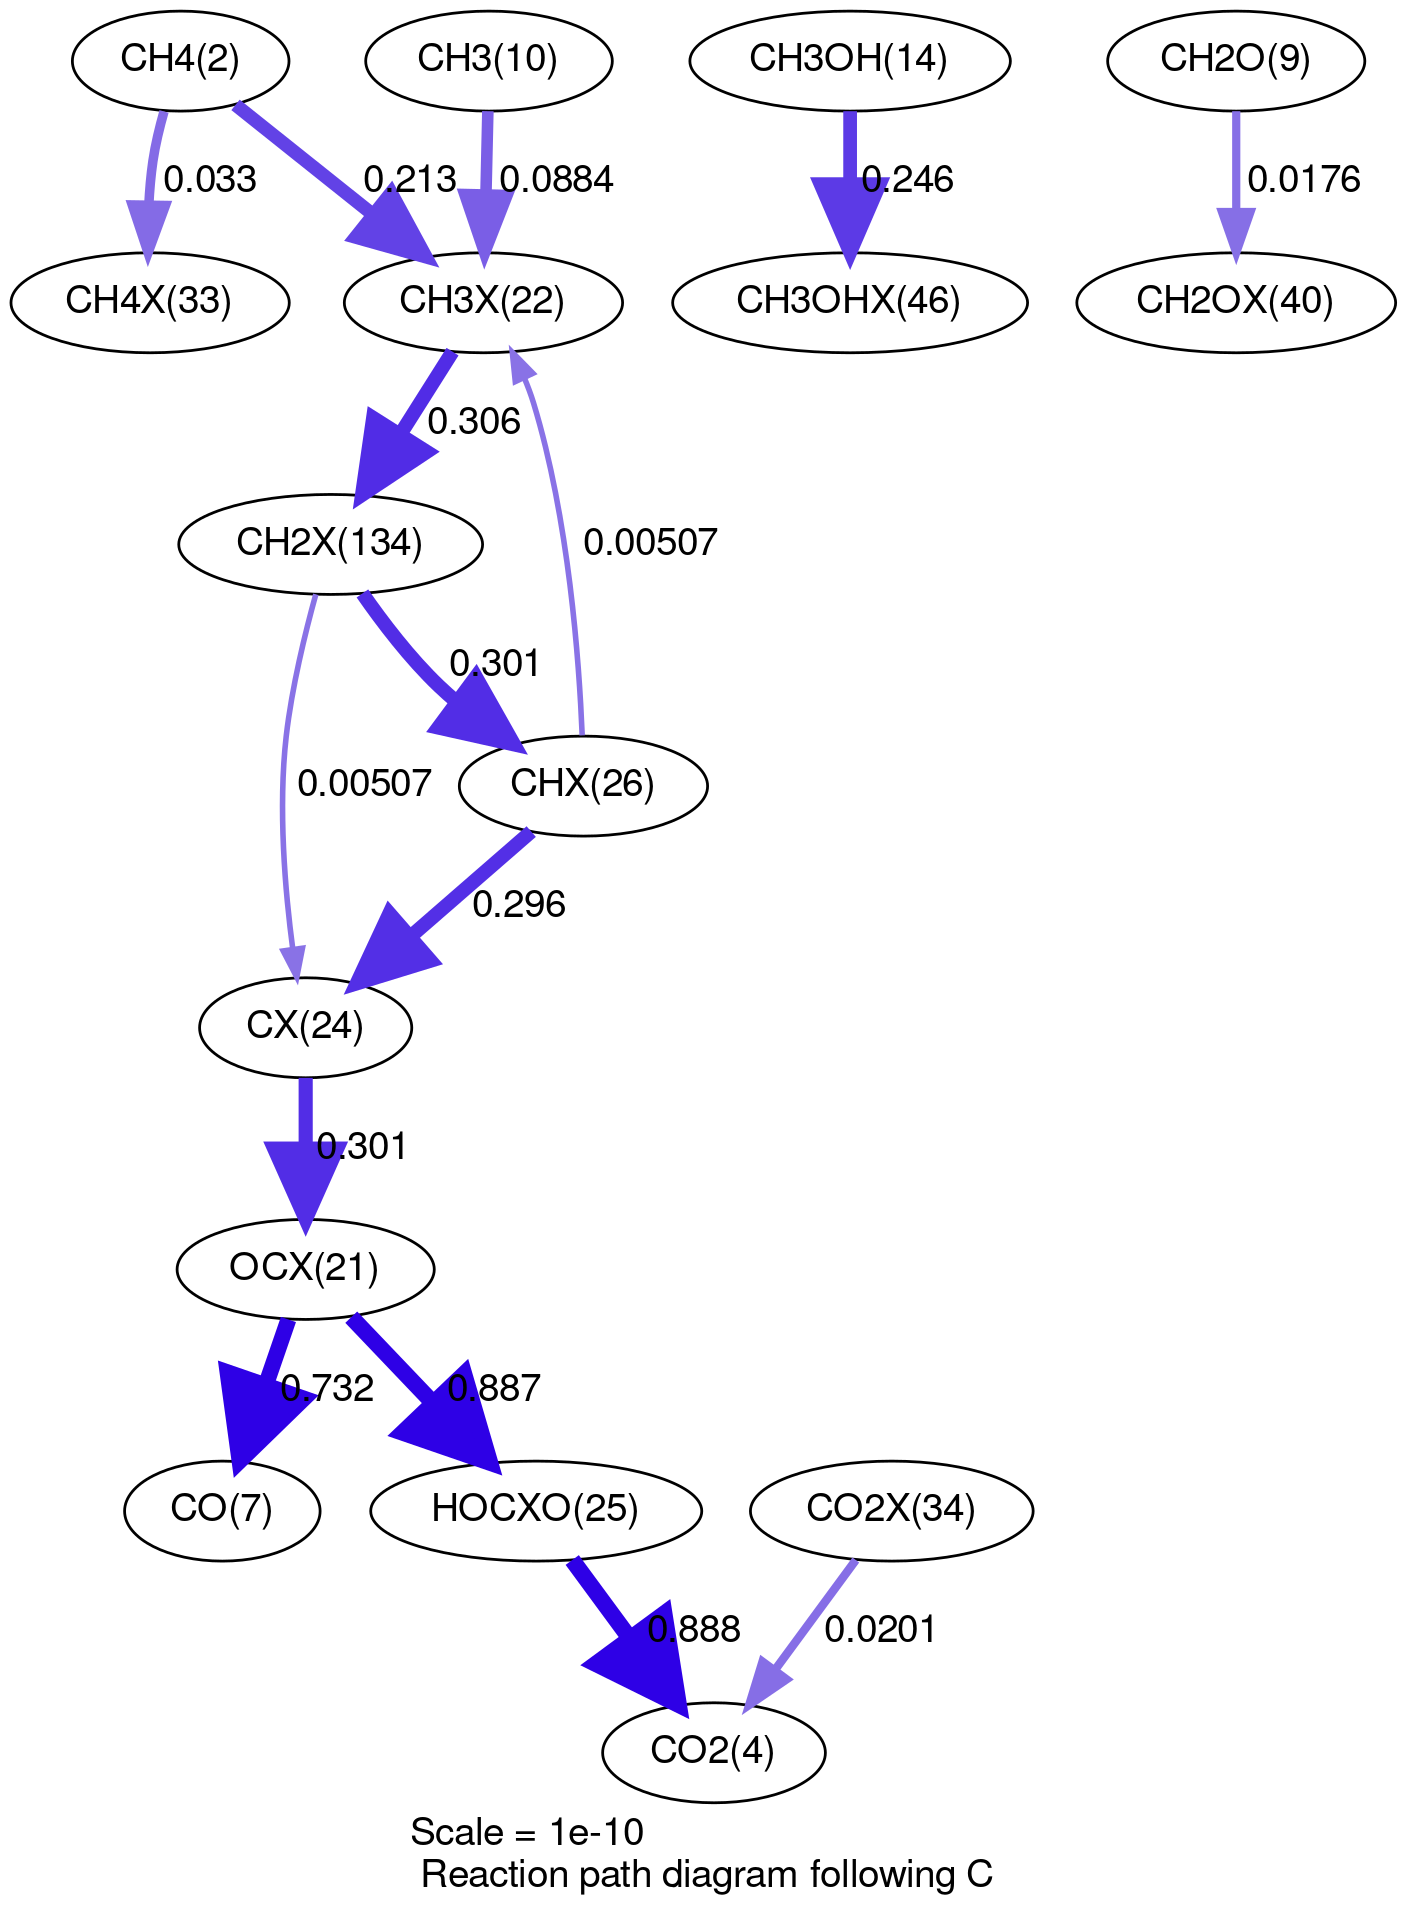 CH4(2)
CH3(10)
CH3OH(14)
CH2O(9)
0.033
0.213
0.0884
0.246
0.0176
CH4X(33)
CH3X(22)
CH3OHX(46)
CH2OX(40)
0.306
CH2X(134)
0.00507
0.301
0.00507
CHX(26)
0.296
CX(24)
0.301
OCX(21)
0.732
0.887
CO(7)
HOCXO(25)
CO2X(34)
0.888
0.0201
CO2(4)
Scale = 1e-10
Reaction path diagram following C